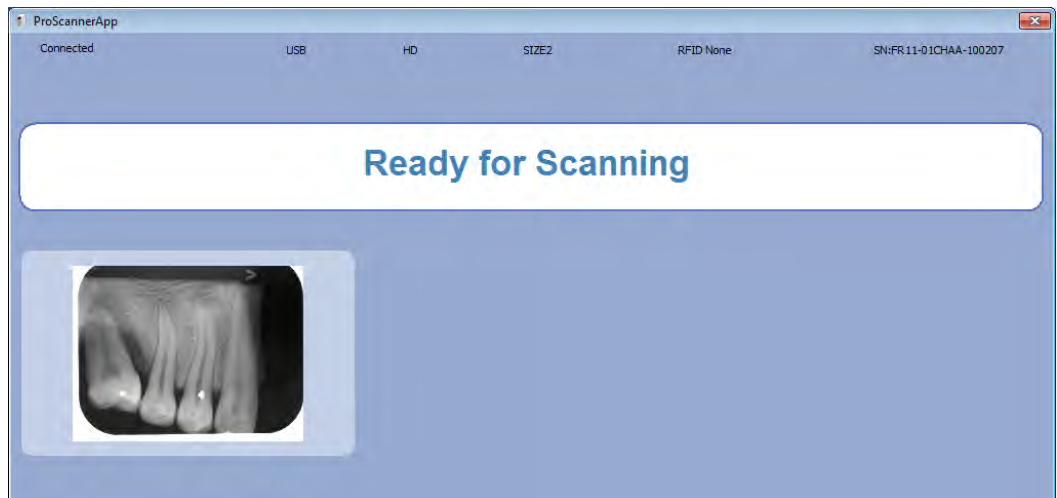 ProScannerApp
Connected USB HD SIZE2 RFID None SN:FR11-01CHAA-100207
Ready for Scanning